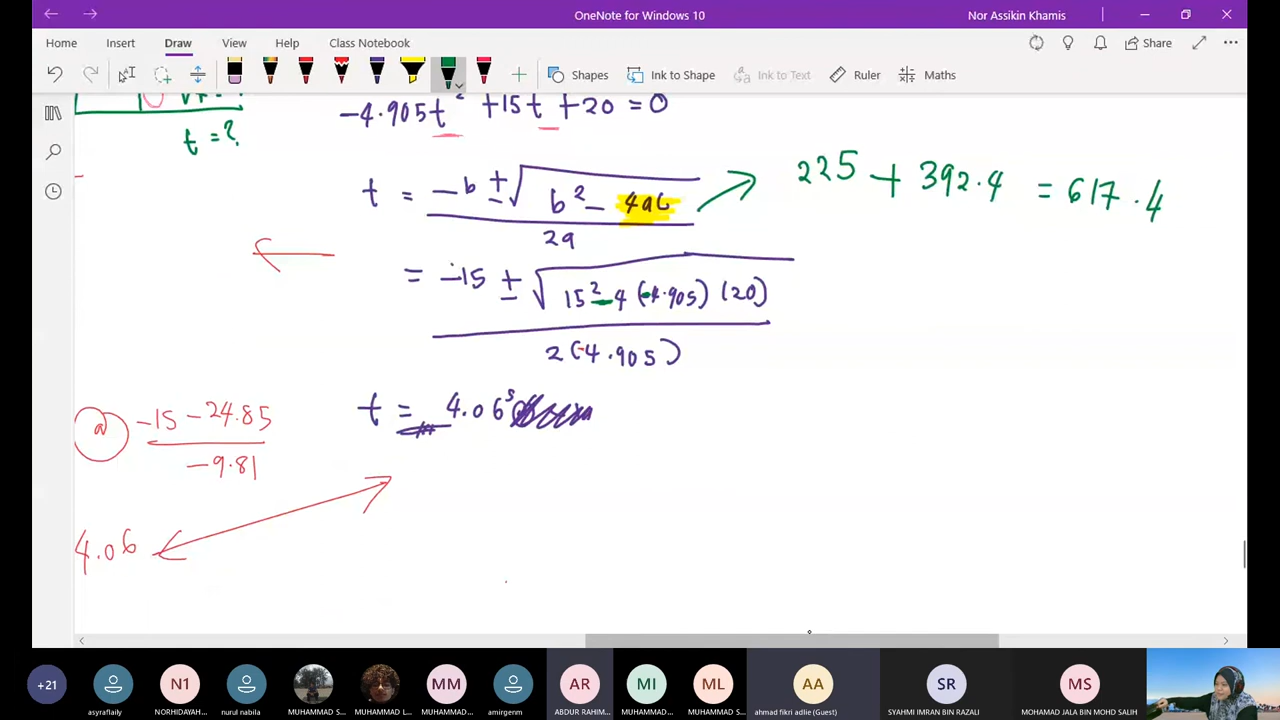 OneNote for Windows 10
Nor Assikin Khamis
Home Insert Draw View Help Class Notebook
Share
Shapes Ink to Shape Ink to Text Ruler Maths
-4.905t² +15t +20 = 0
t = ?
t = -b ± √b² - 4ac
2a
225 + 392.4 = 617.4
= -15 ± √15² - 4(-4.905)(20)
2(-4.905)
t = 4.06s
a -15 - 24.85
-9.81
4.06
+21 N1 MM AR MI ML AA SR MS
asyraflaily NORHIDAYAH... nurul nabila MUHAMMAD S... MUHAMMAD L... MUHAMMAD... amirgenm ABDUR RAHIM... MUHAMMAD... MUHAMMAD S... ahmad fikri adlie (Guest) SYAHMI IMRAN BIN RAZALI MOHAMAD JALA BIN MOHD SALIH